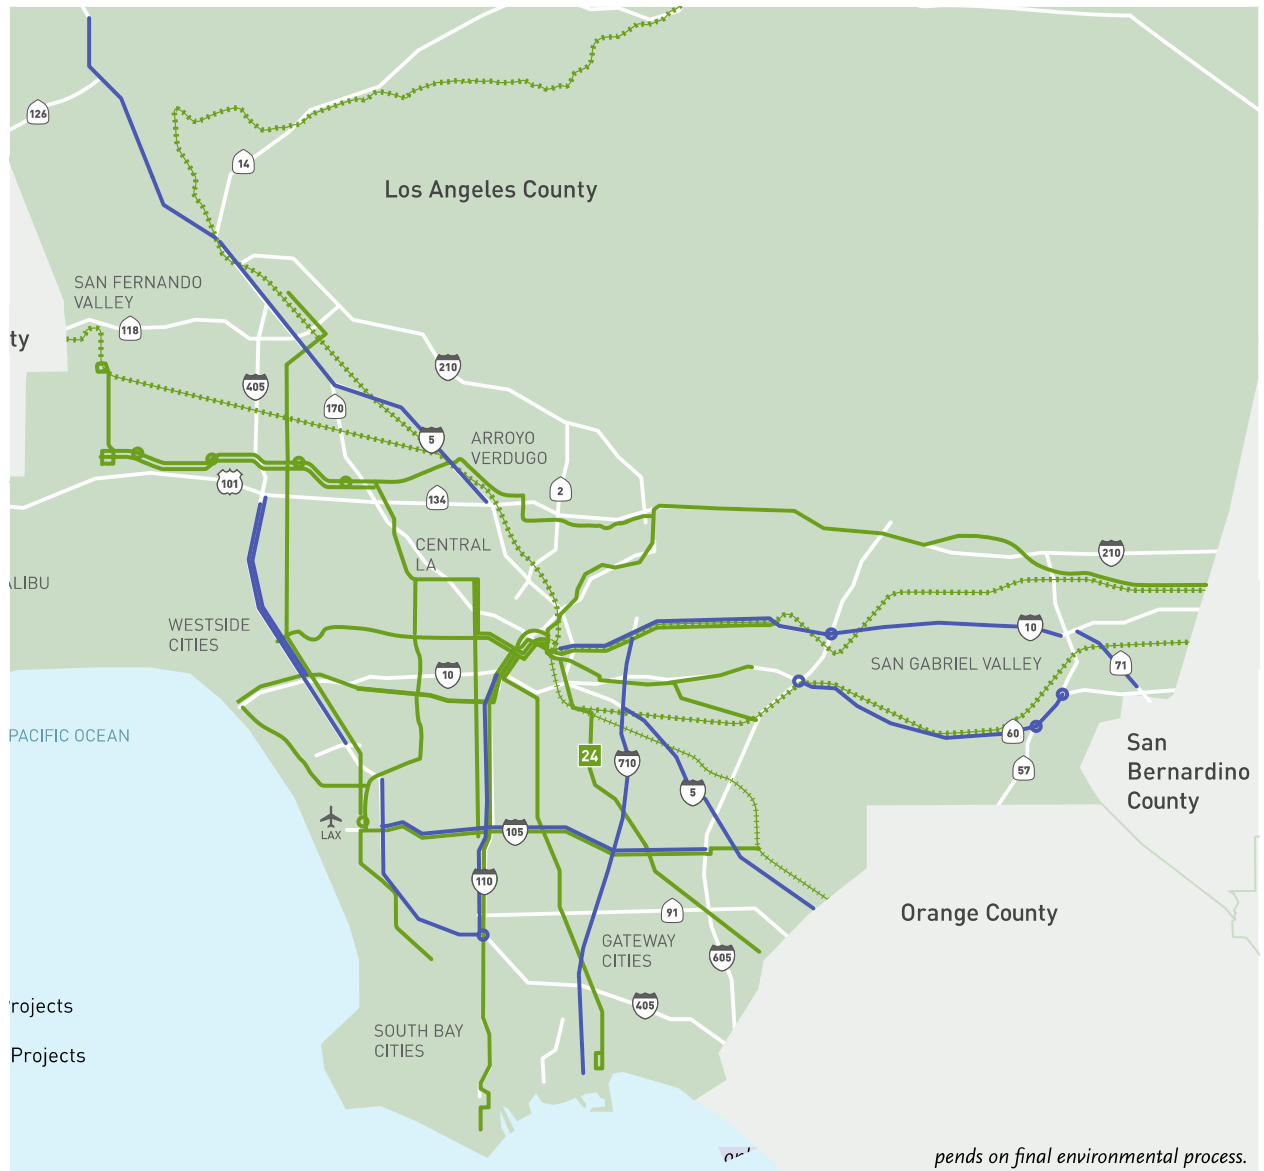 126
14
Los Angeles County
SAN FERNANDO
VALLEY
118
ty
210
405
170
5
ARROYO
VERDUGO
101
134
2
CENTRAL
LA
210
ALIBU
WESTSIDE
CITIES
10
10
SAN GABRIEL VALLEY
71
PACIFIC OCEAN
60
San
Bernardino
County
24
710
57
5
LAX
105
110
91
Orange County
GATEWAY
CITIES
605
rojects
405
SOUTH BAY
CITIES
Projects
pends on final environmental process.